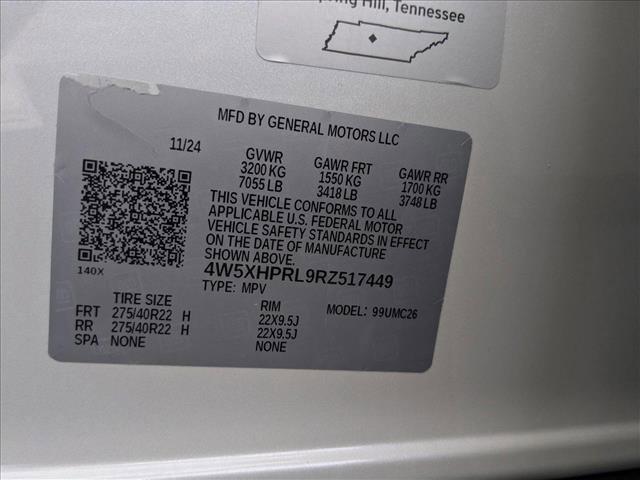 Spring Hill, Tennessee
MFD BY GENERAL MOTORS LLC
11/24
GVWR GAWR FRT GAWR RR
3200 KG 1550 KG 1700 KG
7055 LB 3418 LB 3748 LB
THIS VEHICLE CONFORMS TO ALL
APPLICABLE U.S. FEDERAL MOTOR
VEHICLE SAFETY STANDARDS IN EFFECT
ON THE DATE OF MANUFACTURE
SHOWN ABOVE.
140X
4W5XHPRL9RZ517449
TYPE: MPV
TIRE SIZE RIM MODEL: 99UMC26
FRT 275/40R22 H 22X9.5J
RR 275/40R22 H 22X9.5J
SPA NONE NONE